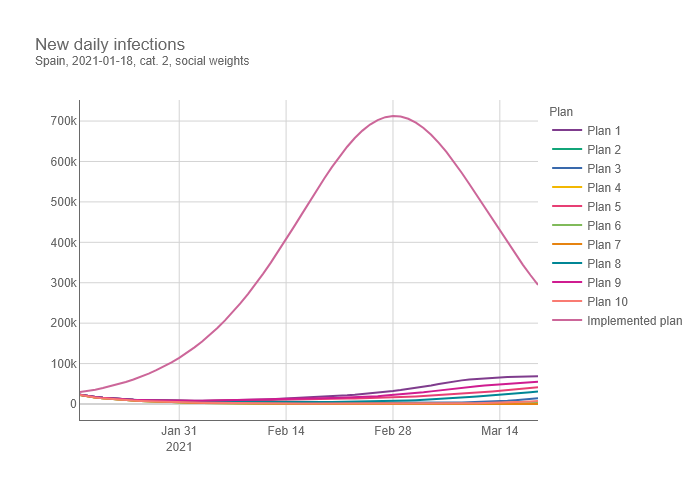 New daily infections
Spain, 2021-01-18, cat. 2, social weights
Plan
700k
600k
500k
400k
300k
200k
100k
0
Jan 31
2021
Feb 14
Feb 28
Mar 14
Plan 1
Plan 2
Plan 3
Plan 4
Plan 5
Plan 6
Plan 7
Plan 8
Plan 9
Plan 10
Implemented plan